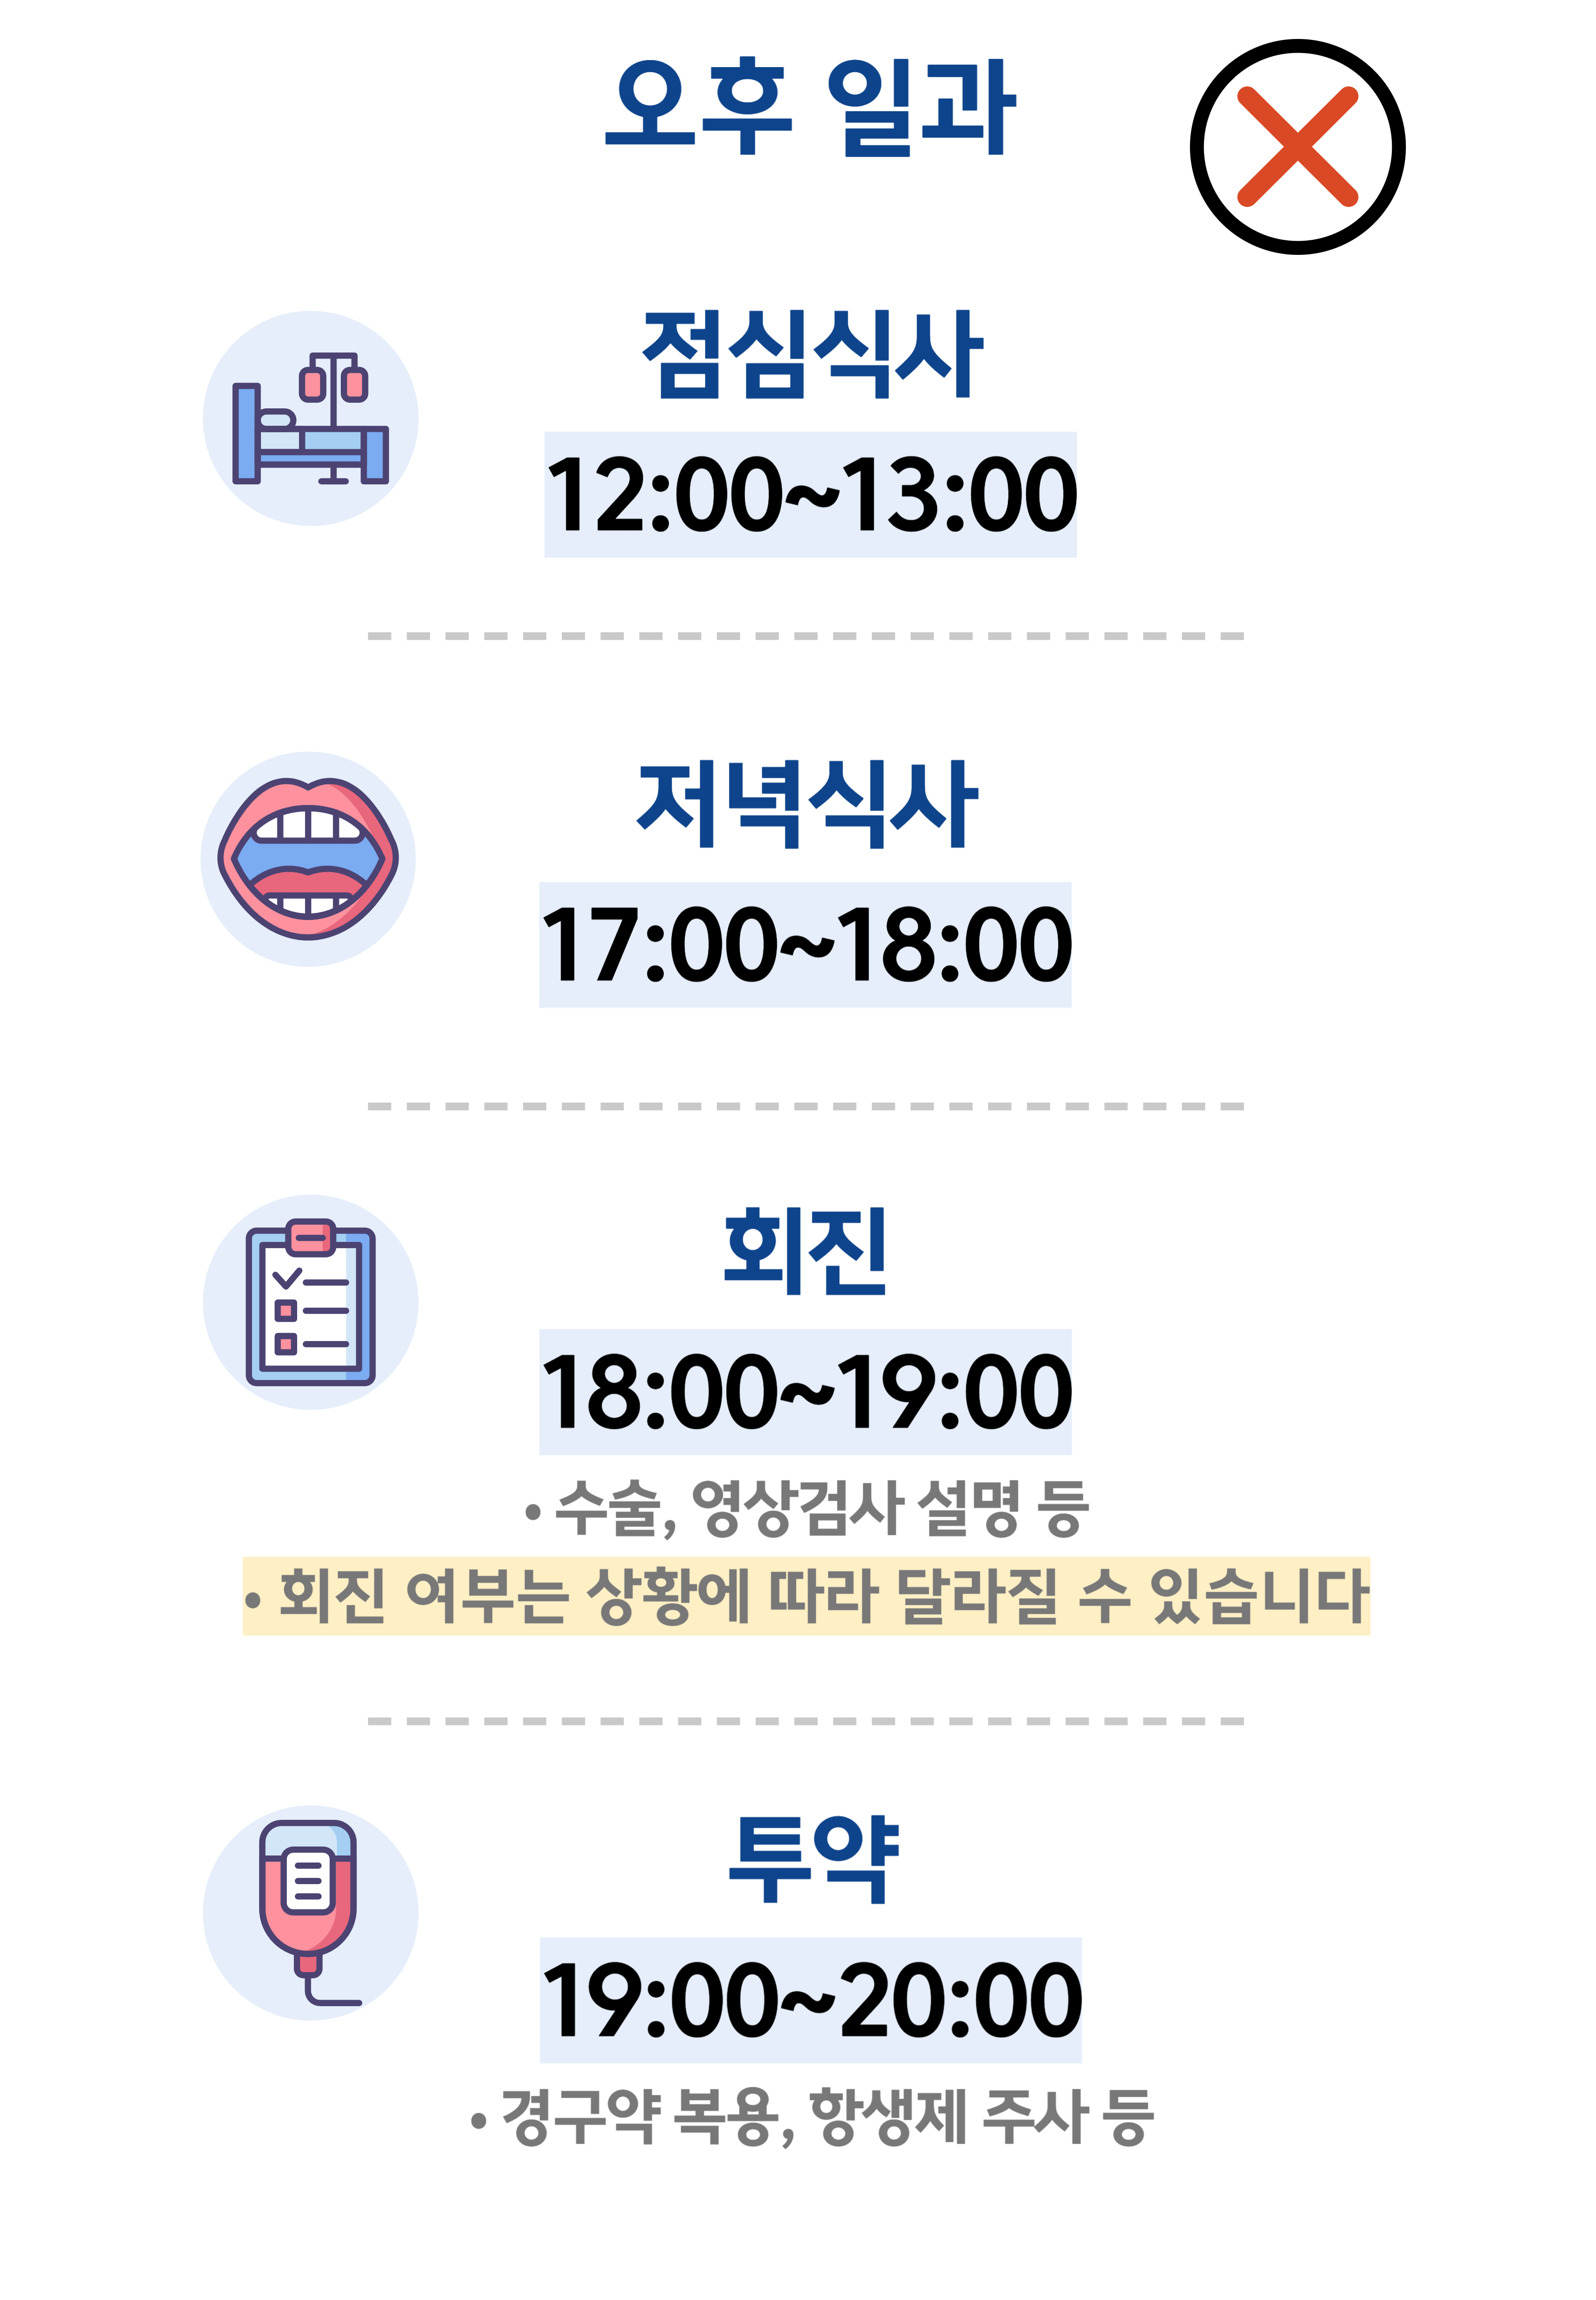 오후 일과
점심식사
12:00~13:00
저녁식사
17:00~18:00
회진
18:00~19:00
• 수술, 영상검사 설명 등
• 회진 여부는 상황에 따라 달라질 수 있습니다
투약
19:00~20:00
• 경구약 복용, 항생제 주사 등